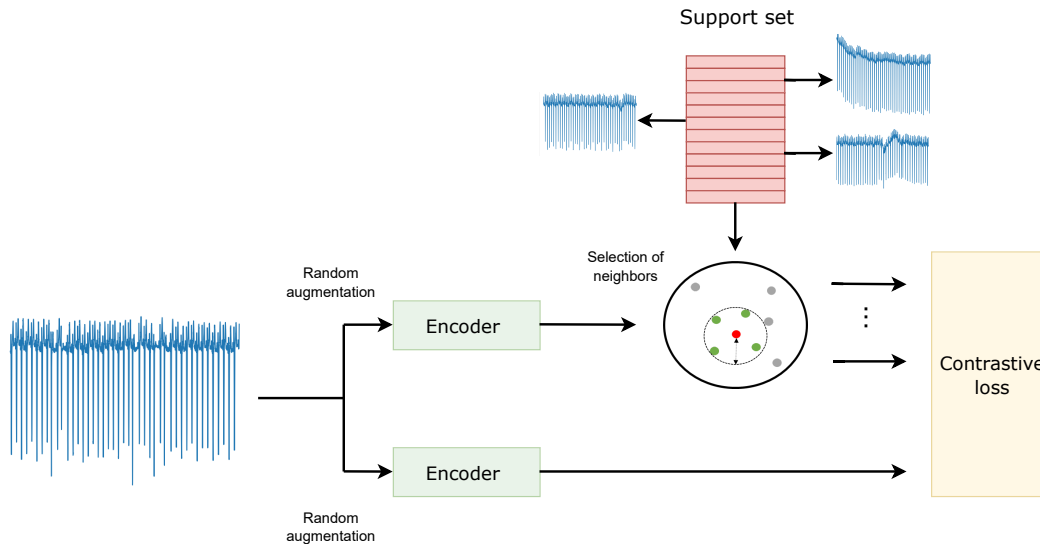 Support set
Selection of
neighbors
Random
augmentation
Encoder
...
Contrastive
loss
Encoder
Random
augmentation